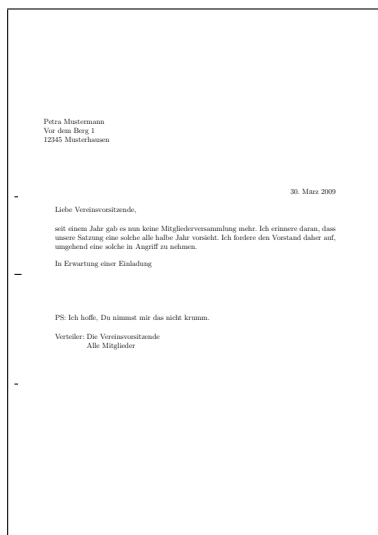 Petra Mustermann
Vor dem Berg 1
12345 Musterhausen
30. März 2009
Liebe Vereinsvorsitzende,
seit einem Jahr gab es nun keine Mitgliederversammlung mehr. Ich erinnere daran, dass
unsere Satzung eine solche alle halbe Jahr vorsieht. Ich fordere den Vorstand daher auf,
umgehend eine solche in Angriff zu nehmen.
In Erwartung einer Einladung
PS: Ich hoffe, Du nimmst mir das nicht krumm.
Verteiler: Die Vereinsvorsitzende
Alle Mitglieder